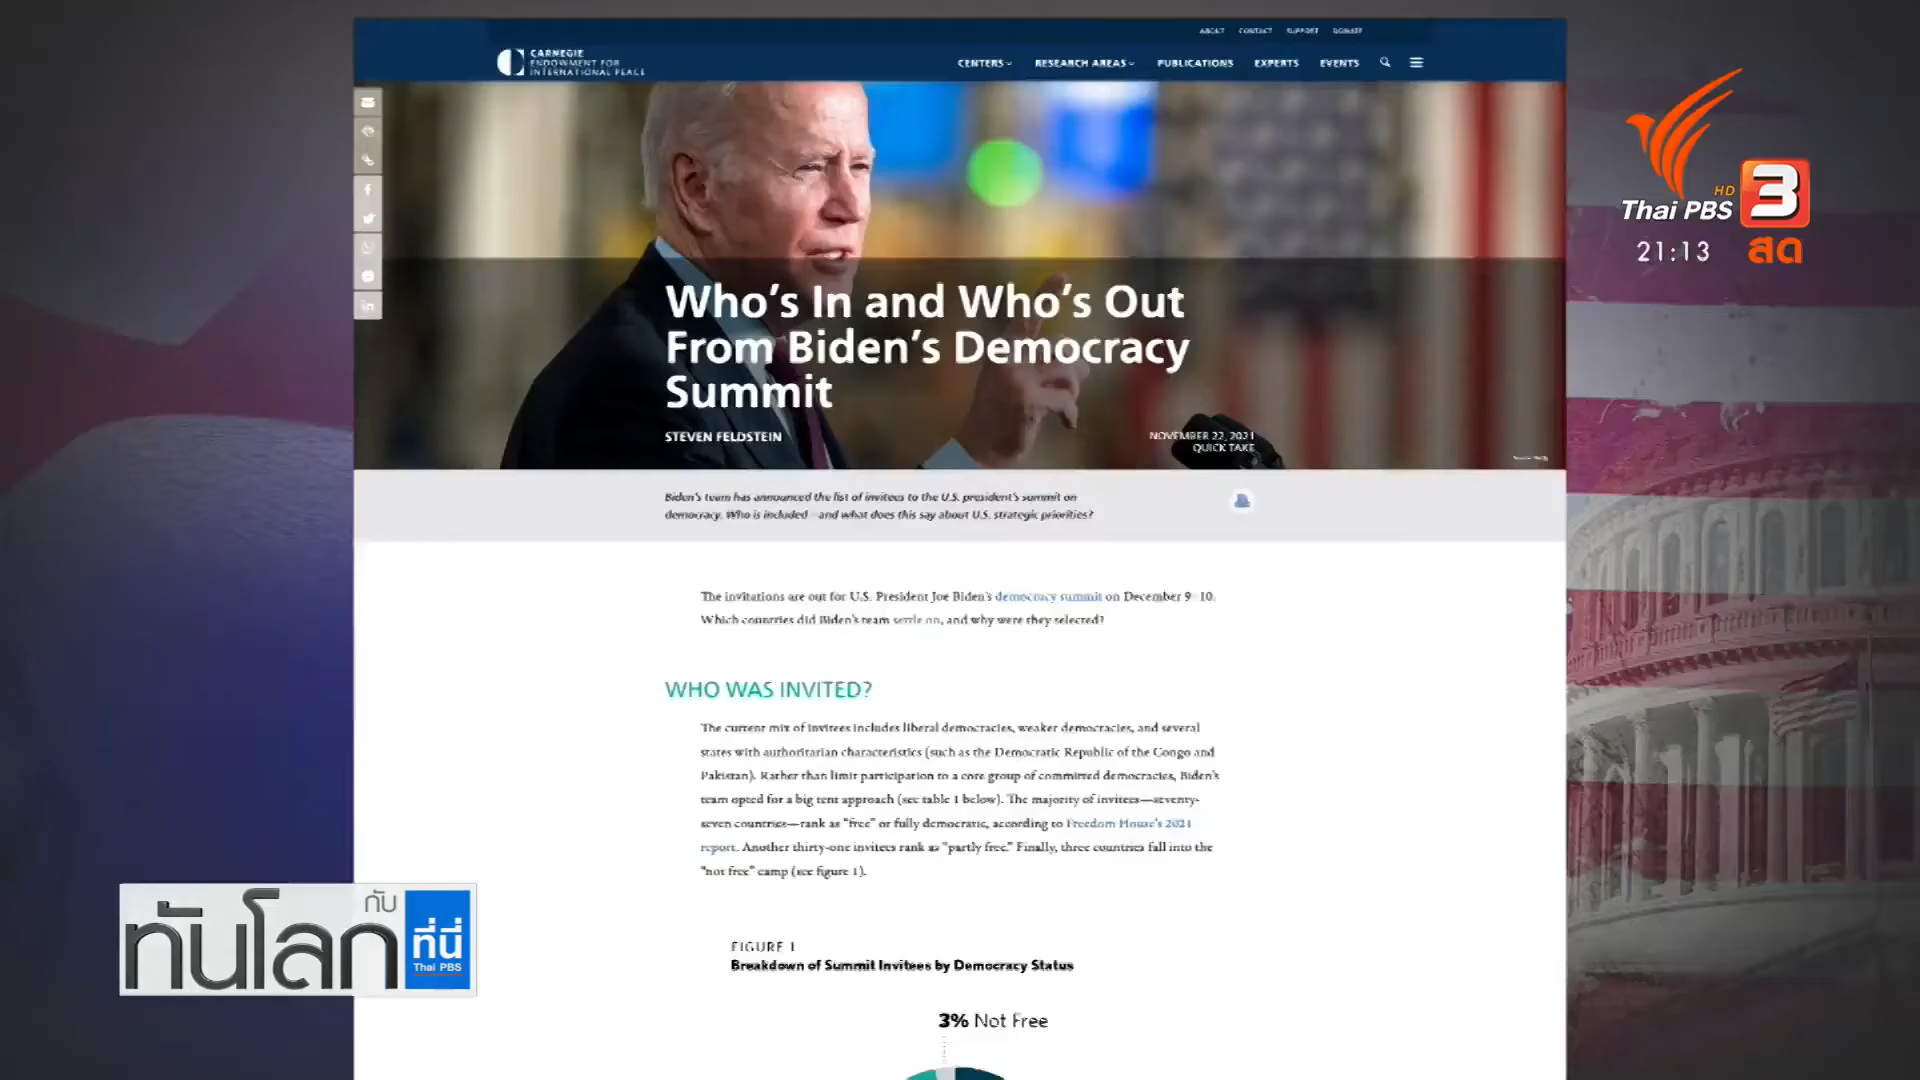 ABOUT CONTACT SUPPORT DONATE
CARNEGIE
ENDOWMENT FOR
INTERNATIONAL PEACE
CENTERS RESEARCH AREAS PUBLICATIONS EXPERTS EVENTS
HD
Thai PBS 3
21:13 สด
Who's In and Who's Out
From Biden's Democracy
Summit
STEVEN FELDSTEIN
NOVEMBER 22, 2021
QUICK TAKE
Biden's team has announced the list of invitees to the U.S. president's summit on
democracy. Who is included—and what does this say about U.S. strategic priorities?
The invitations are out for U.S. President Joe Biden's democracy summit on December 9–10.
Which countries did Biden's team settle on, and why were they selected?
WHO WAS INVITED?
The current mix of invitees includes liberal democracies, weaker democracies, and several
states with authoritarian characteristics (such as the Democratic Republic of the Congo and
Pakistan). Rather than limit participation to a core group of committed democracies, Biden's
team opted for a big tent approach (see table 1 below). The majority of invitees—seventy-
seven countries—rank as "free" or fully democratic, according to Freedom House's 2021
report. Another thirty-one invitees rank as "partly free." Finally, three countries fall into the
"not free" camp (see figure 1).
FIGURE 1
Breakdown of Summit Invitees by Democracy Status
3% Not Free
ทันโลก กับ ที่นี่
Thai PBS